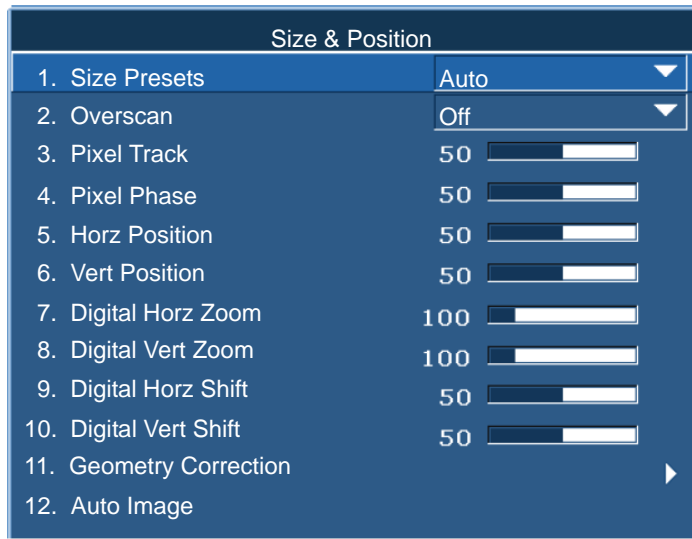 Size & Position
1. Size Presets Auto
2. Overscan Off
3. Pixel Track 50
4. Pixel Phase 50
5. Horz Position 50
6. Vert Position 50
7. Digital Horz Zoom 100
8. Digital Vert Zoom 100
9. Digital Horz Shift 50
10. Digital Vert Shift 50
11. Geometry Correction
12. Auto Image